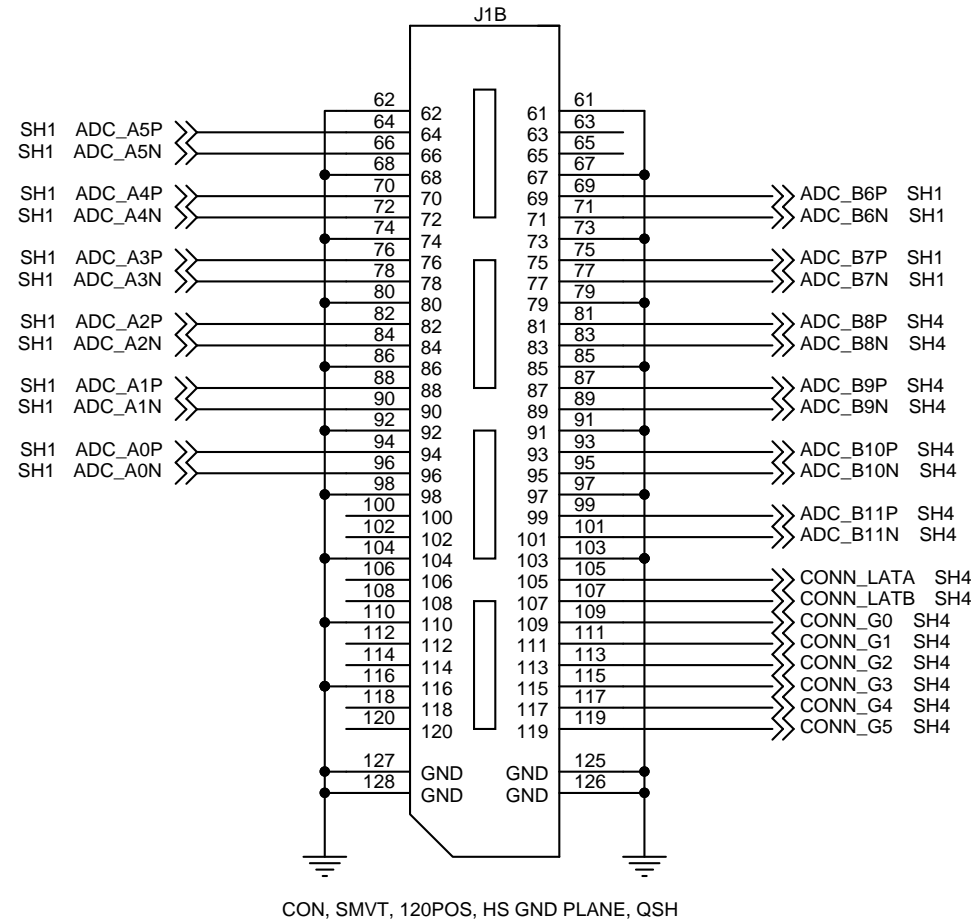 J1B
62 62 61 61
SH1 ADC_A5P 64 64 63 63
SH1 ADC_A5N 66 66 65 65
68 68 67 67
SH1 ADC_A4P 70 70 69 69 ADC_B6P SH1
SH1 ADC_A4N 72 72 71 71 ADC_B6N SH1
74 74 73 73
SH1 ADC_A3P 76 76 75 75 ADC_B7P SH1
SH1 ADC_A3N 78 78 77 77 ADC_B7N SH1
80 80 79 79
SH1 ADC_A2P 82 82 81 81 ADC_B8P SH4
SH1 ADC_A2N 84 84 83 83 ADC_B8N SH4
86 86 85 85
SH1 ADC_A1P 88 88 87 87 ADC_B9P SH4
SH1 ADC_A1N 90 90 89 89 ADC_B9N SH4
92 92 91 91
SH1 ADC_A0P 94 94 93 93 ADC_B10P SH4
SH1 ADC_A0N 96 96 95 95 ADC_B10N SH4
98 98 97 97
100 100 99 99 ADC_B11P SH4
102 102 101 101 ADC_B11N SH4
104 104 103 103
106 106 105 105 CONN_LATA SH4
108 108 107 107 CONN_LATB SH4
110 110 109 109 CONN_G0 SH4
112 112 111 111 CONN_G1 SH4
114 114 113 113 CONN_G2 SH4
116 116 115 115 CONN_G3 SH4
118 118 117 117 CONN_G4 SH4
120 120 119 119 CONN_G5 SH4
127 GND GND 125
128 GND GND 126
CON, SMVT, 120POS, HS GND PLANE, QSH